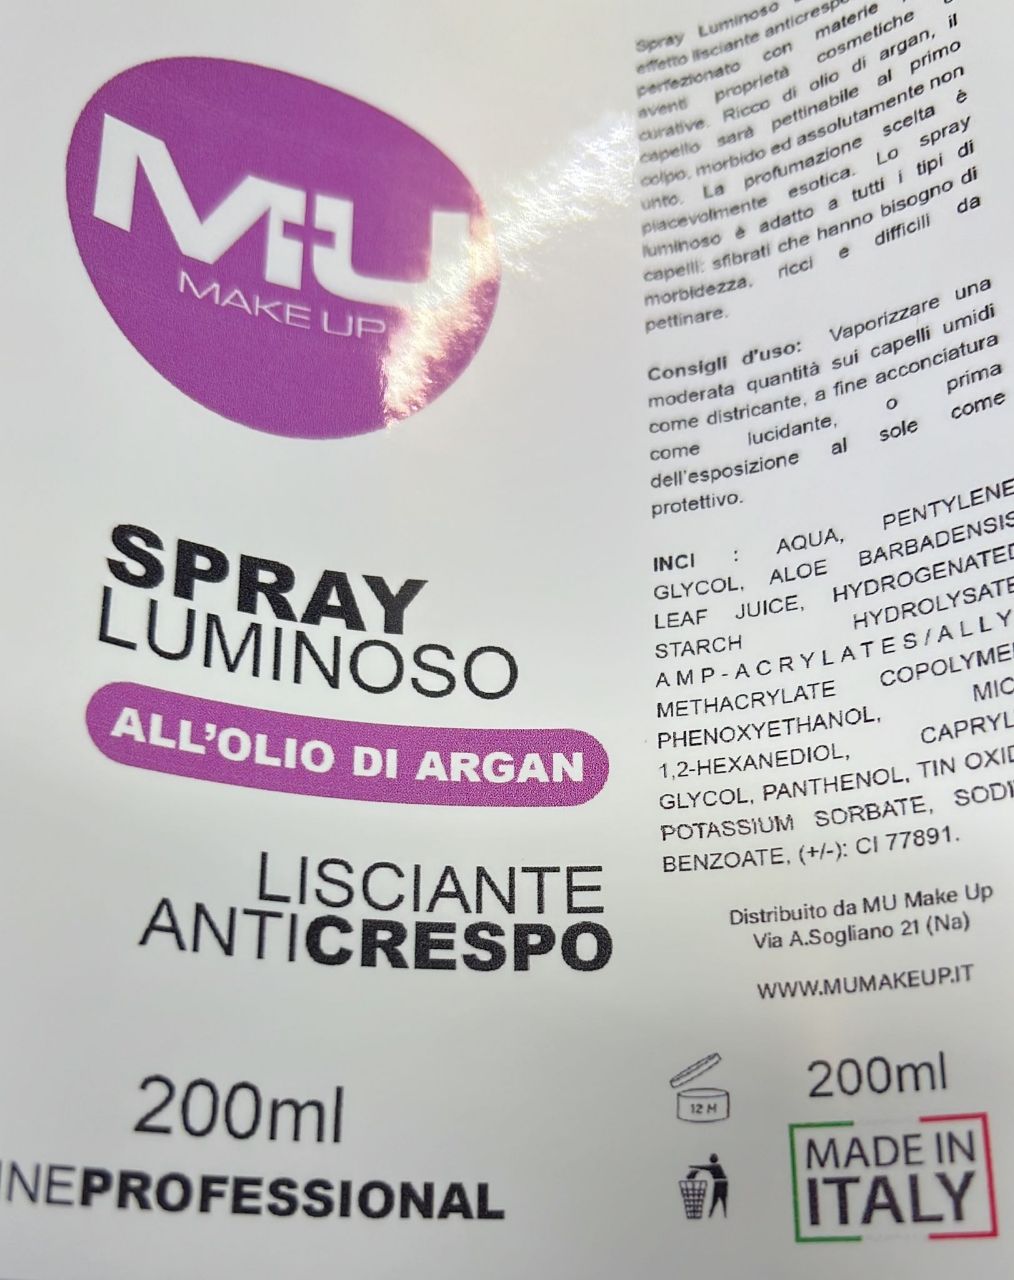 MU
MAKE UP
SPRAY
LUMINOSO
ALL'OLIO DI ARGAN
LISCIANTE
ANTICRESPO
200ml
INEPROFESSIONAL
Spray Luminoso
effetto lisciante anticrespo
perfezionato con materie
aventi proprietà cosmetiche e
curative. Ricco di olio di argan, il
capello sarà pettinabile al primo
colpo, morbido ed assolutamente non
unto. La profumazione scelta è
piacevolmente esotica. Lo spray
luminoso è adatto a tutti i tipi di
capelli: sfibrati che hanno bisogno di
morbidezza, ricci e difficili da
pettinare.
Consigli d'uso: Vaporizzare una
moderata quantità sui capelli umidi
come districante, a fine acconciatura
come lucidante, o prima
dell'esposizione al sole come
protettivo.
INCI : AQUA, PENTYLENE
GLYCOL, ALOE BARBADENSIS
LEAF JUICE, HYDROGENATED
STARCH HYDROLYSATE
AMP-ACRYLATES/ALLY
METHACRYLATE COPOLYME
PHENOXYETHANOL, MIC
1,2-HEXANEDIOL, CAPRYL
GLYCOL, PANTHENOL, TIN OXID
POTASSIUM SORBATE, SODI
BENZOATE, (+/-): CI 77891.
Distribuito da MU Make Up
Via A.Sogliano 21 (Na)
WWW.MUMAKEUP.IT
12 M
200ml
MADE IN
ITALY